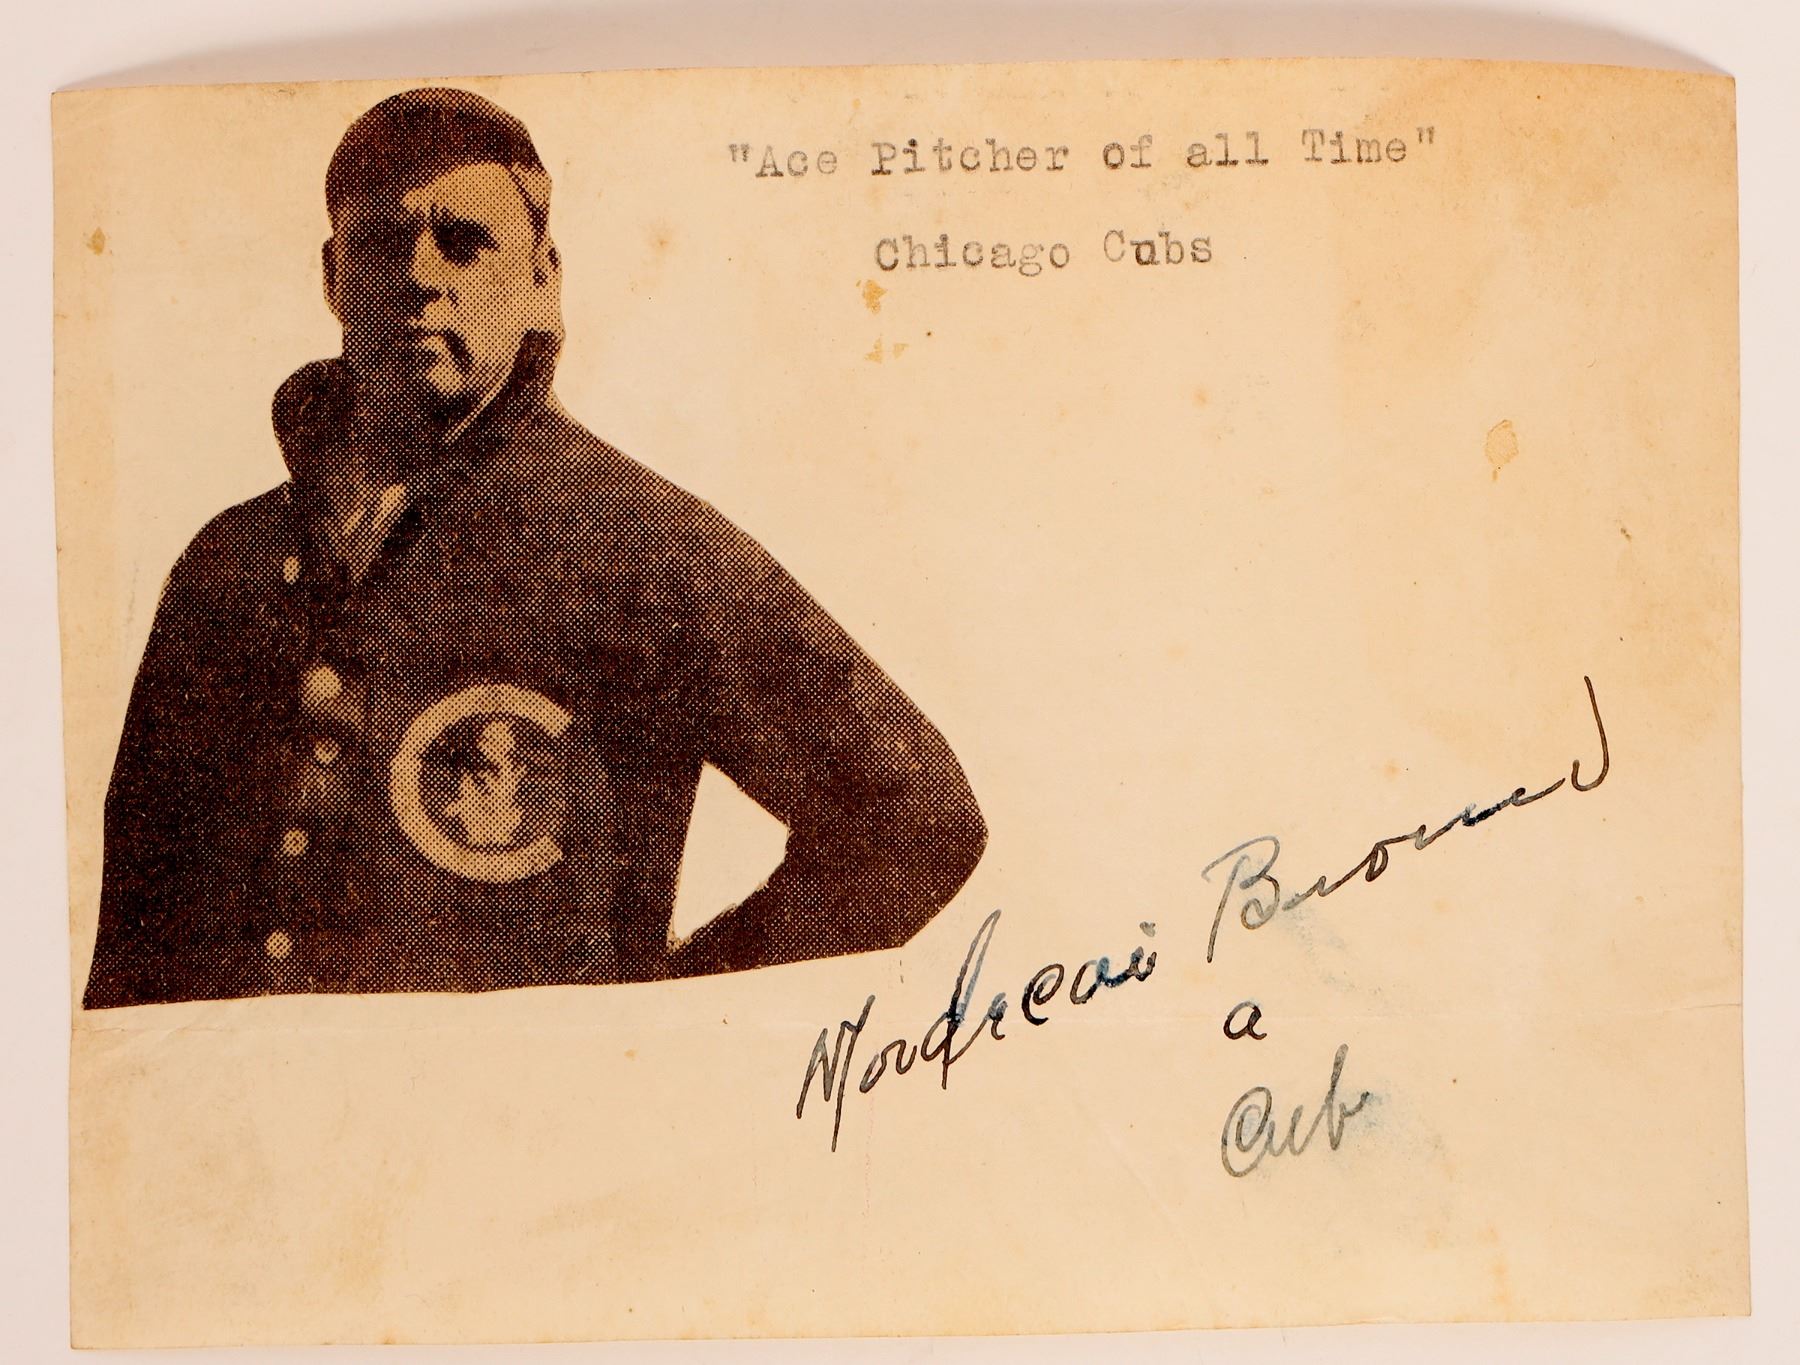 "Ace Pitcher of all Time"
Chicago Cubs
Mordecai Brown
a
Cub